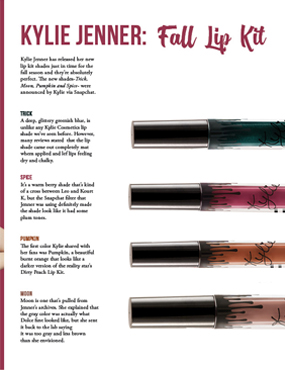 KYLIE JENNER: Fall Lip Kit
Kylie Jenner has released her new
lip kit shades just in time for the
fall season and they're absolutely
perfect. The new shades- Trick,
Moon, Pumpkin and Spice- were
announced by Kylie via Snapchat.
TRICK
A deep, glittery greenish blue, is
unlike any Kylie Cosmetics lip
shade we've seen before. However,
many reviews stated that the lip
shade came out completely mat
when applied and lef lips feeling
dry and chalky.
SPICE
It's a warm berry shade that's kind
of a cross between Leo and Kourt
K, but the Snapchat filter that
Jenner was using definitely made
the shade look like it had some
plum tones.
PUMPKIN
The first color Kylie shared with
her fans was Pumpkin, a beautiful
burnt orange that looks like a
darker version of the reality star's
Dirty Peach Lip Kit.
MOON
Moon is one that's pulled from
Jenner's archives. She explained that
the gray color was actually what
Dolce first looked like, but she sent
it back to the lab saying
it was too gray and less brown
than she envisioned.
Kylie
Kylie
Kylie